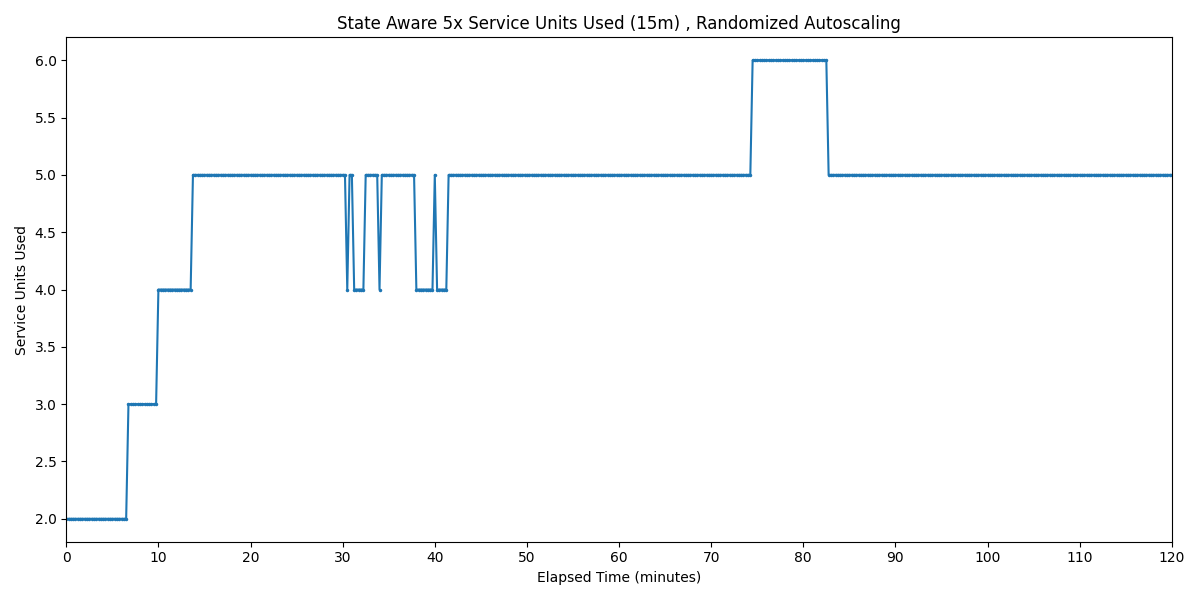 State Aware 5x Service Units Used (15m) , Randomized Autoscaling
6.0
5.5
5.0
4.5
4.0
3.5
3.0
2.5
2.0
Service Units Used
0 10 20 30 40 50 60 70 80 90 100 110 120
Elapsed Time (minutes)